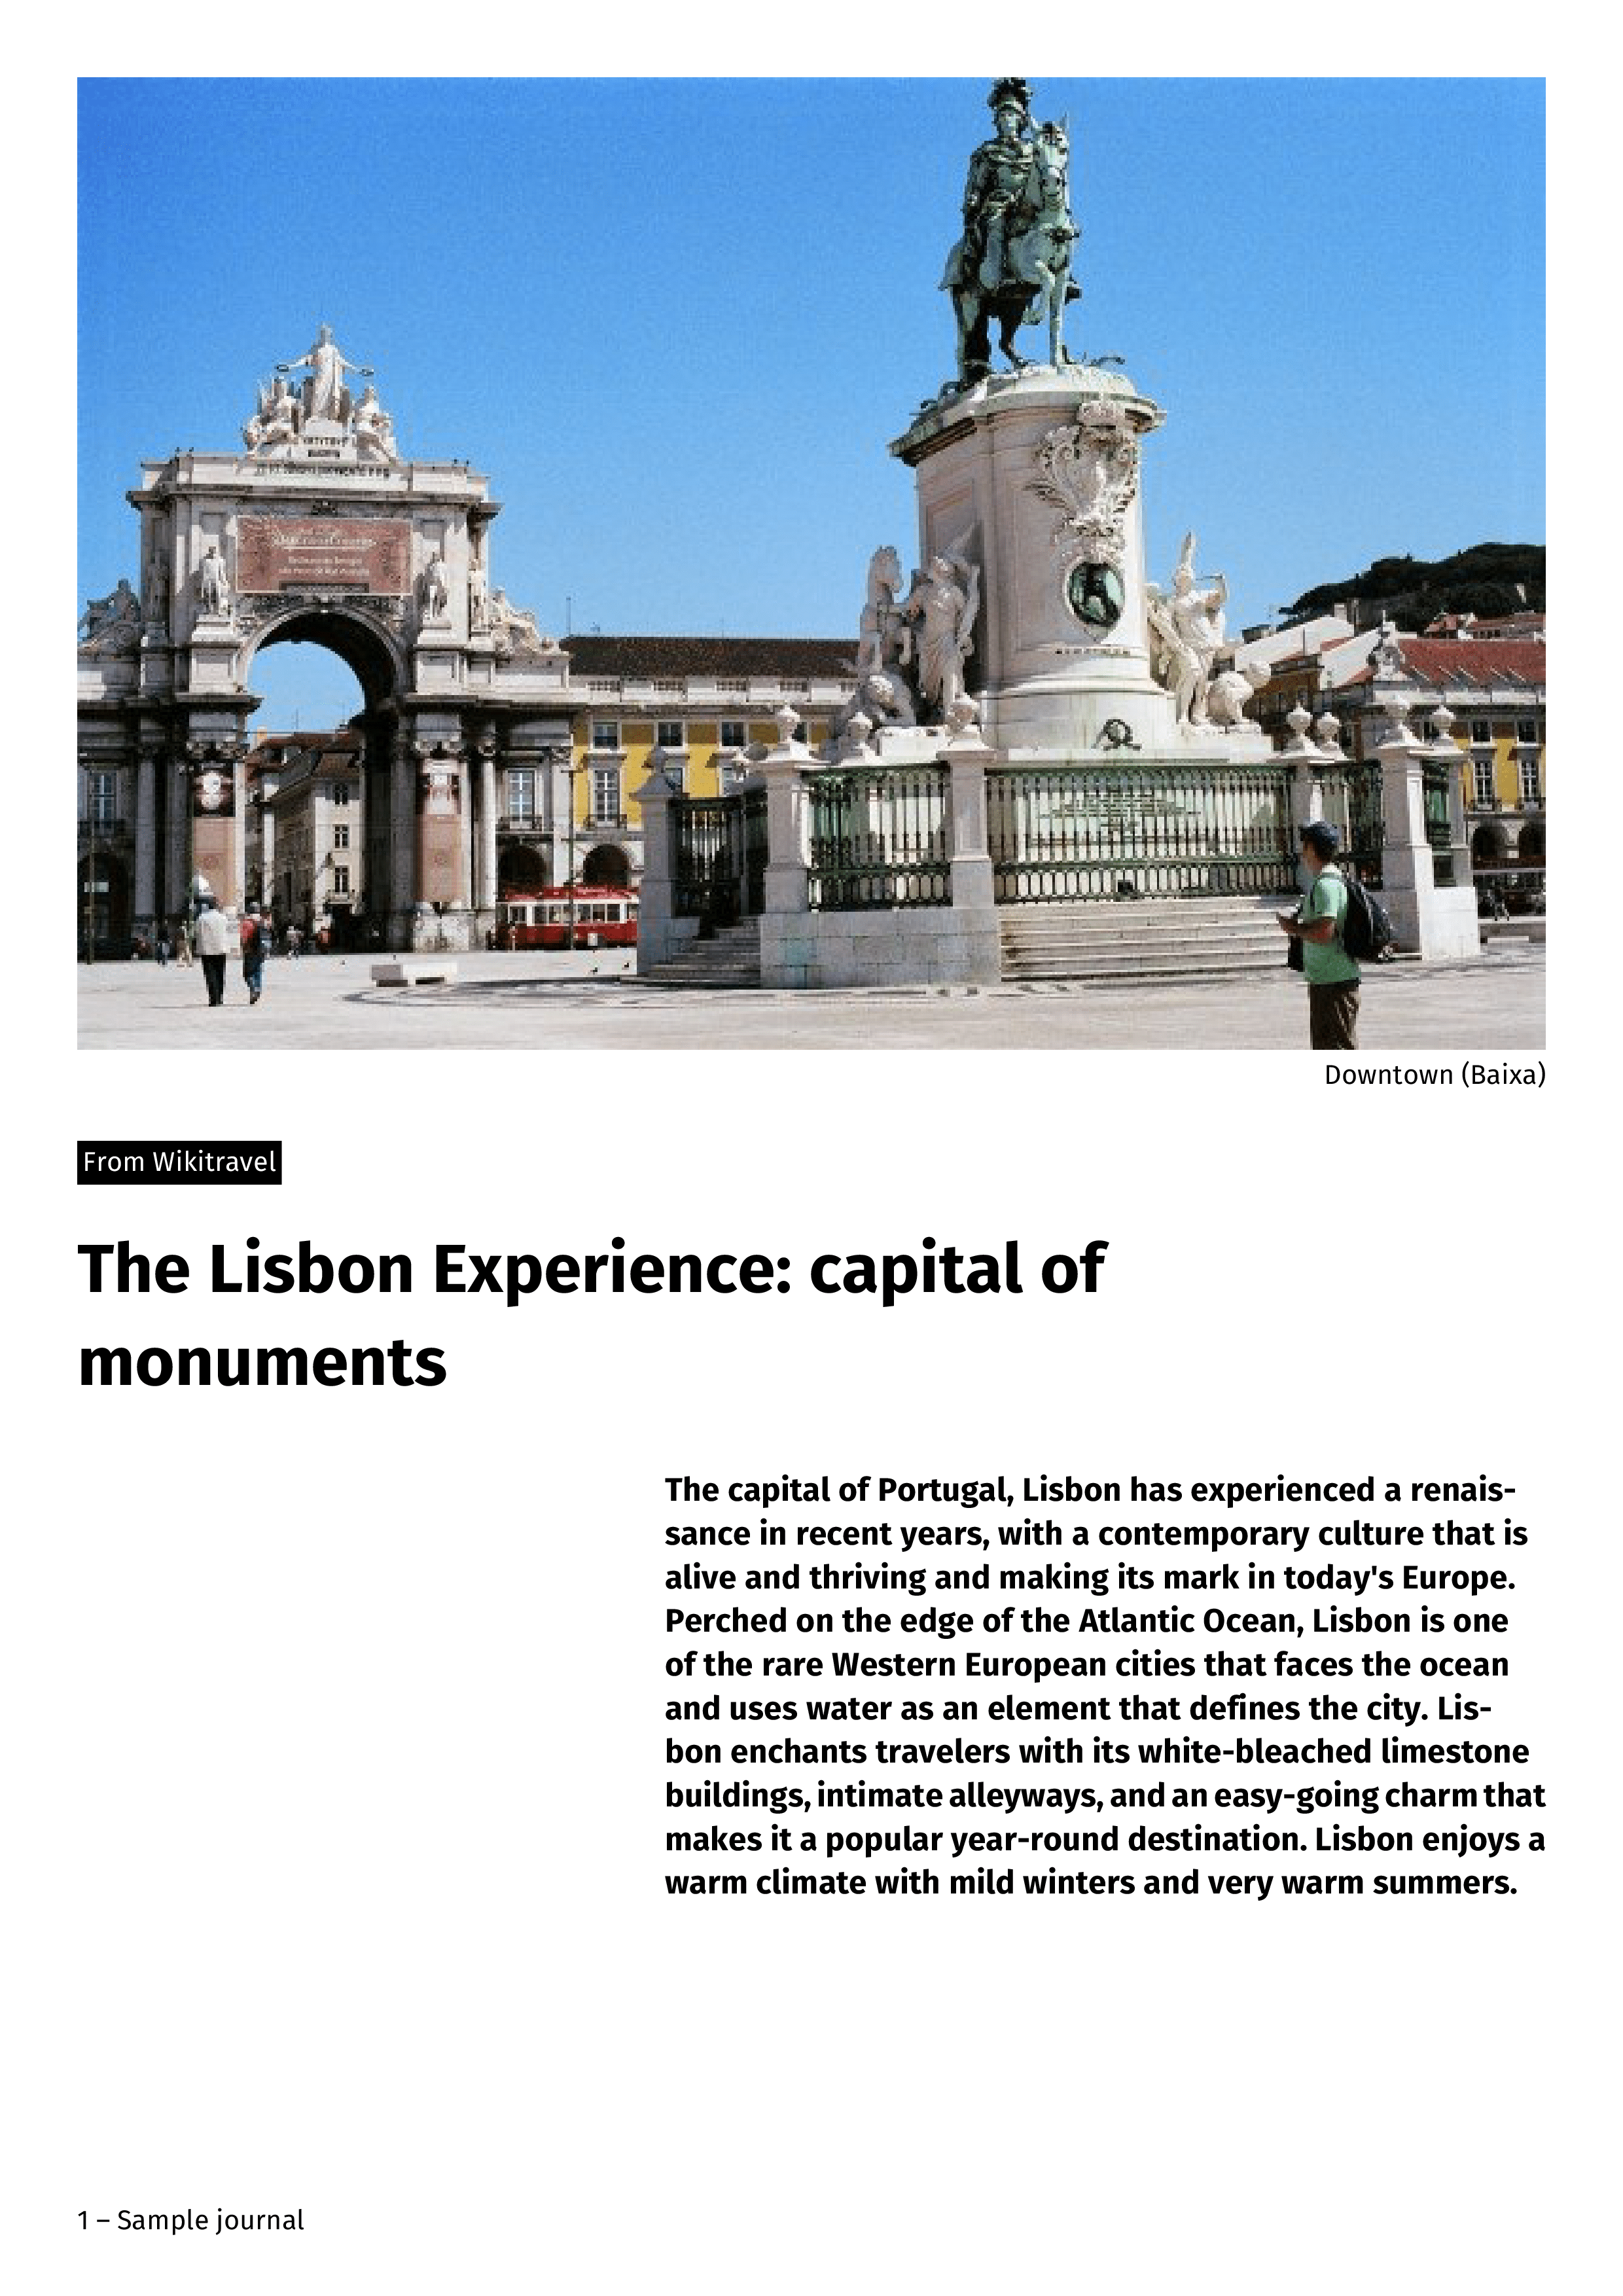 Downtown (Baixa)
From Wikitravel
The Lisbon Experience: capital of
monuments
The capital of Portugal, Lisbon has experienced a renais-
sance in recent years, with a contemporary culture that is
alive and thriving and making its mark in today's Europe.
Perched on the edge of the Atlantic Ocean, Lisbon is one
of the rare Western European cities that faces the ocean
and uses water as an element that defines the city. Lis-
bon enchants travelers with its white-bleached limestone
buildings, intimate alleyways, and an easy-going charm that
makes it a popular year-round destination. Lisbon enjoys a
warm climate with mild winters and very warm summers.
1 – Sample journal